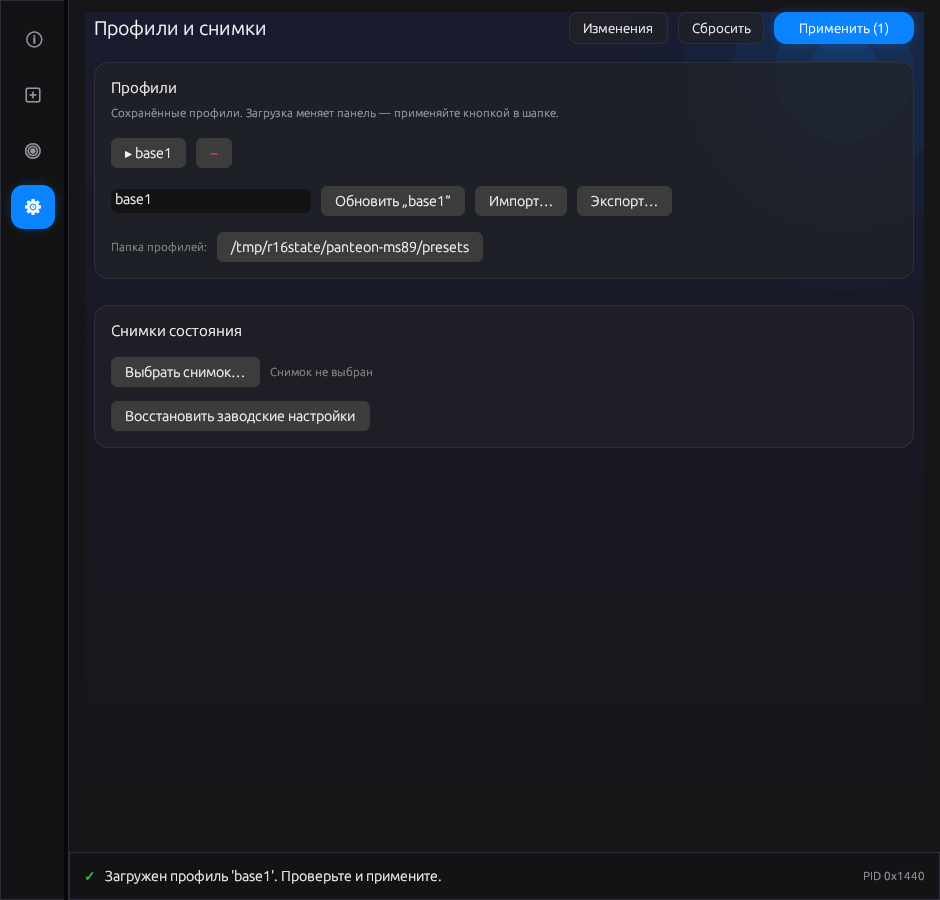 Профили и снимки
Изменения
Сбросить
Применить (1)
Профили
Сохранённые профили. Загрузка меняет панель — применяйте кнопкой в шапке.
▸ base1
–
base1
Обновить „base1“
Импорт…
Экспорт…
Папка профилей:
/tmp/r16state/panteon-ms89/presets
Снимки состояния
Выбрать снимок…
Снимок не выбран
Восстановить заводские настройки
✓ Загружен профиль 'base1'. Проверьте и примените.
PID 0x1440